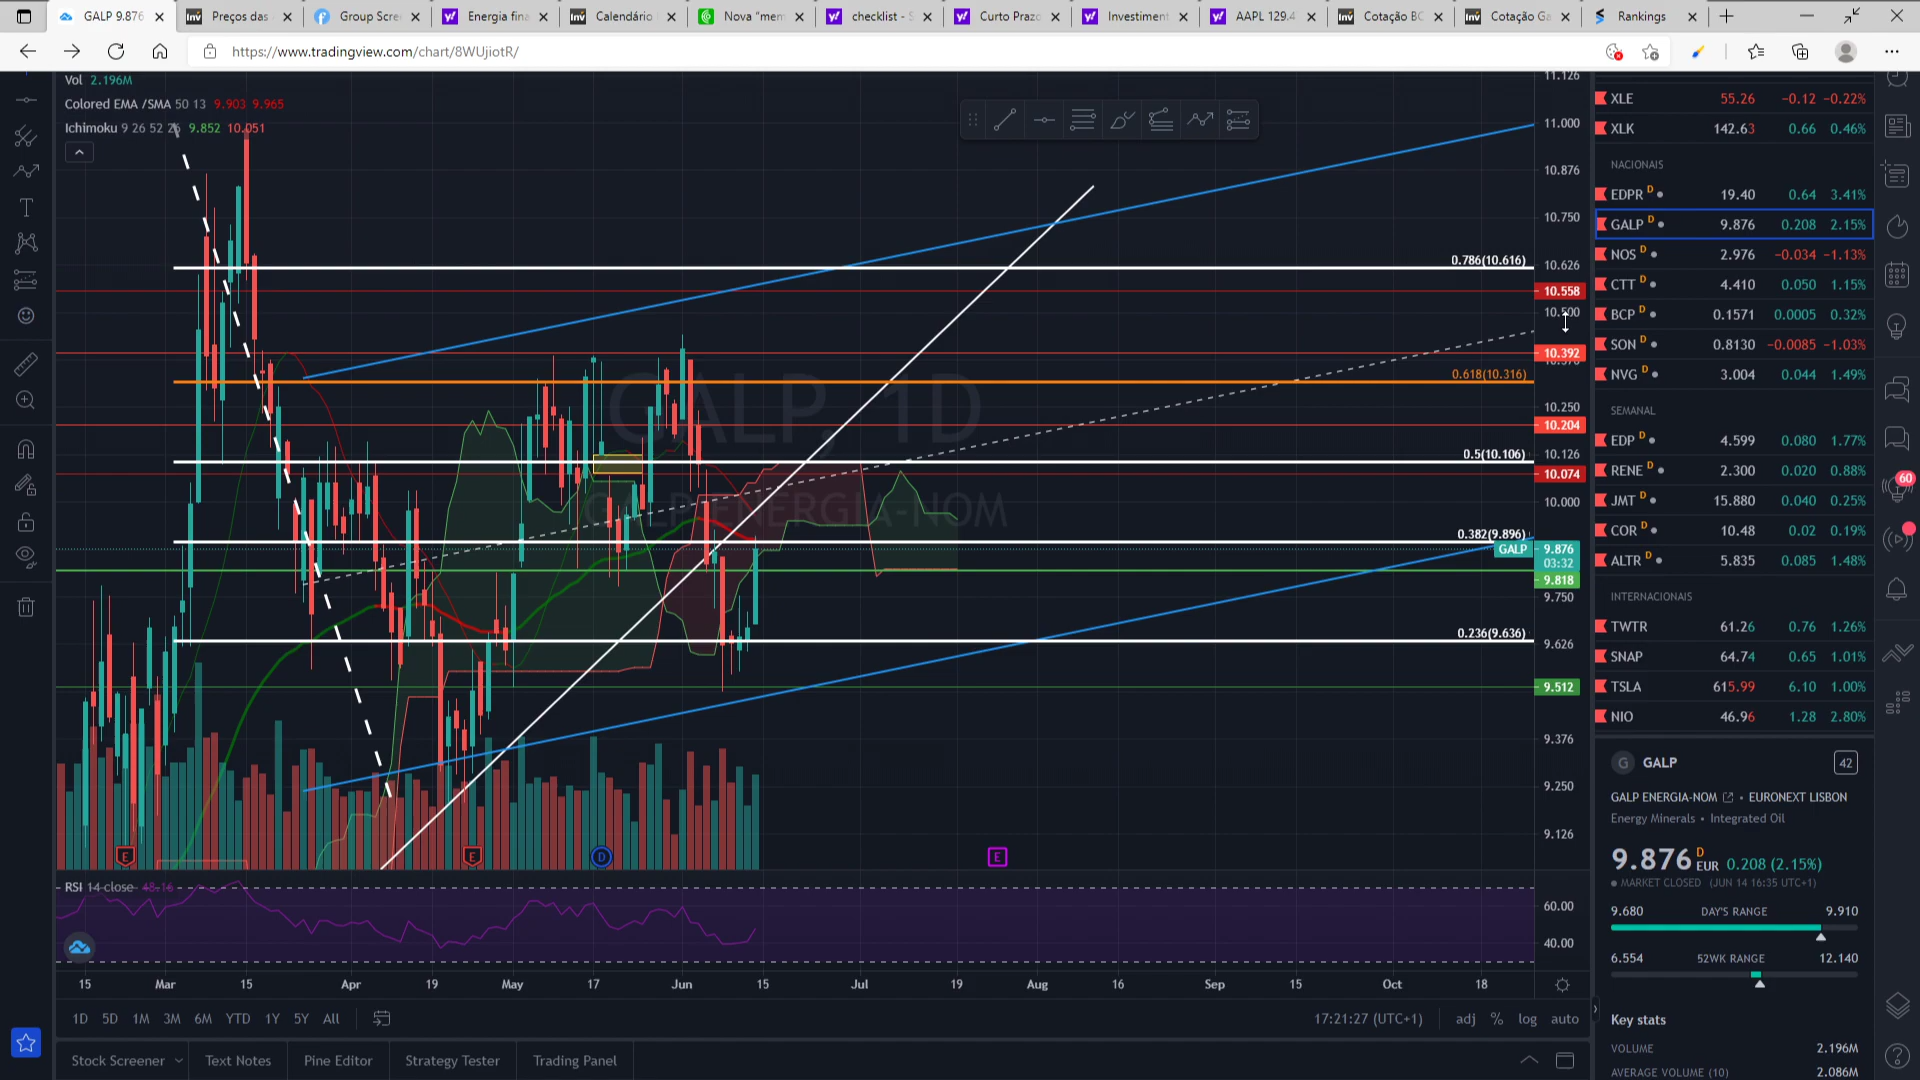 GALP 9.876
Preços das
Group Scre
Energia fina
Calendário
Nova "mem
checklist - S
Curto Prazo
Investiment
AAPL 129.4
Cotação BC
Cotação Ga
Rankings
https://www.tradingview.com/chart/8WUjiotR/
Vol 2.196M
Colored EMA /SMA 50 13 9.903 9.965
Ichimoku 9 26 52 26 9.852 10.051
GALP, 1D
GALP ENERGIA-NOM
0.786(10.616)
0.618(10.316)
0.5(10.106)
0.382(9.896)
0.236(9.636)
11.126
11.000
10.876
10.750
10.626
10.558
10.500
10.392
10.376
10.250
10.204
10.126
10.074
10.000
GALP 9.876
03:32
9.818
9.750
9.626
9.512
9.376
9.250
9.126
E
E
D
E
RSI 14 close 48.16
60.00
40.00
15 Mar 15 Apr 19 May 17 Jun 15 Jul 19 Aug 16 Sep 15 Oct 18
1D 5D 1M 3M 6M YTD 1Y 5Y All
17:21:27 (UTC+1) adj % log auto
Stock Screener Text Notes Pine Editor Strategy Tester Trading Panel
XLE 55.26 −0.12 −0.22%
XLK 142.63 0.66 0.46%
NACIONAIS
EDPR D 19.40 0.64 3.41%
GALP D 9.876 0.208 2.15%
NOS D 2.976 −0.034 −1.13%
CTT D 4.410 0.050 1.15%
BCP D 0.1571 0.0005 0.32%
SON D 0.8130 −0.0085 −1.03%
NVG D 3.004 0.044 1.49%
SEMANAL
EDP D 4.599 0.080 1.77%
RENE D 2.300 0.020 0.88%
JMT D 15.880 0.040 0.25%
COR D 10.48 0.02 0.19%
ALTR D 5.835 0.085 1.48%
INTERNACIONAIS
TWTR 61.26 0.76 1.26%
SNAP 64.74 0.65 1.01%
TSLA 615.99 6.10 1.00%
NIO 46.96 1.28 2.80%
G GALP 42
GALP ENERGIA-NOM • EURONEXT LISBON
Energy Minerals • Integrated Oil
9.876 D EUR 0.208 (2.15%)
MARKET CLOSED (JUN 14 16:35 UTC+1)
9.680 DAY'S RANGE 9.910
6.554 52WK RANGE 12.140
Key stats
VOLUME 2.196M
AVERAGE VOLUME (10) 2.086M
60